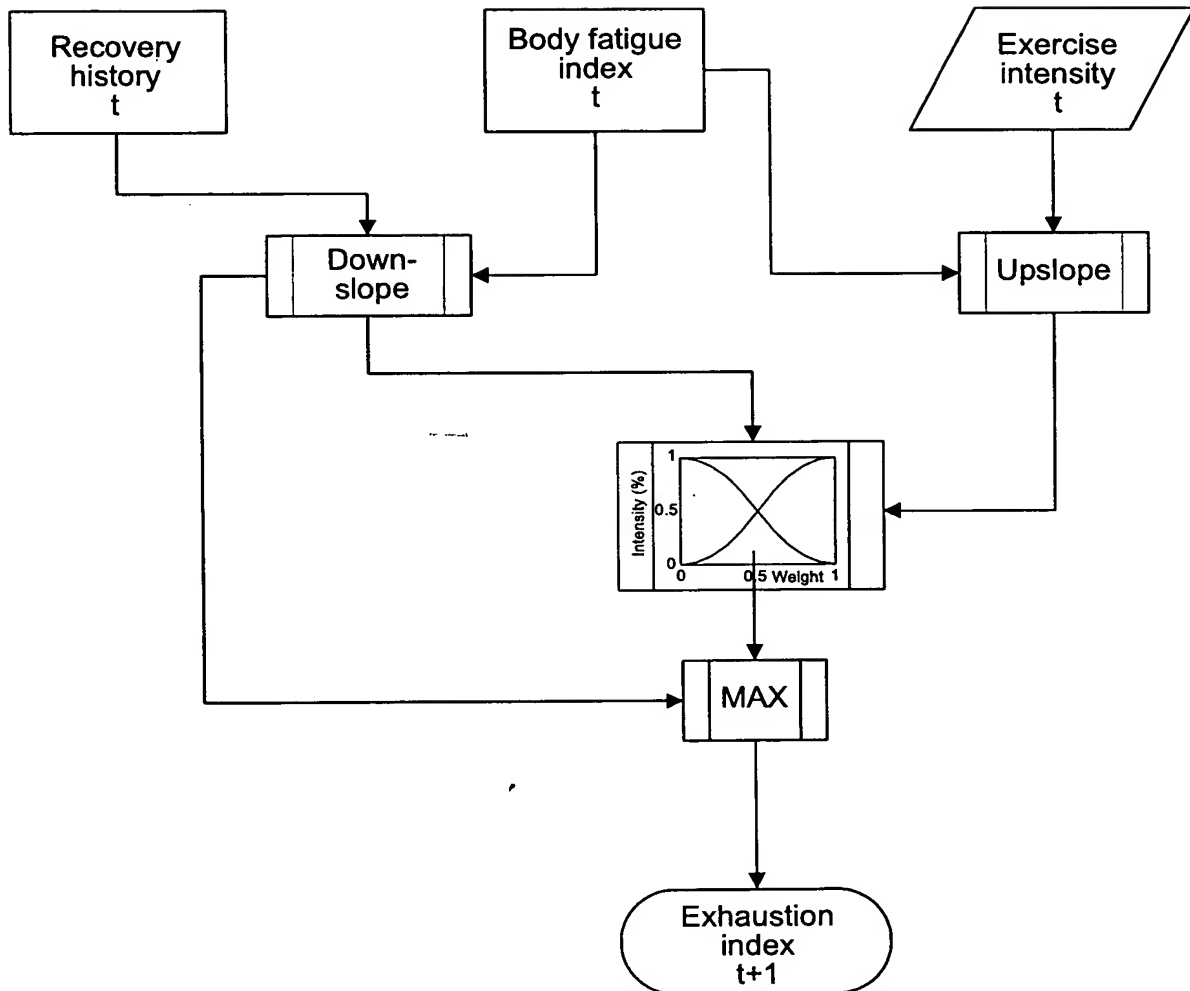 Recovery
history
t
Body fatigue
index
t
Exercise
intensity
t
Down-
slope
Upslope
Intensity (%)
1
0.5
0
0
0.5 Weight 1
MAX
Exhaustion
index
t+1